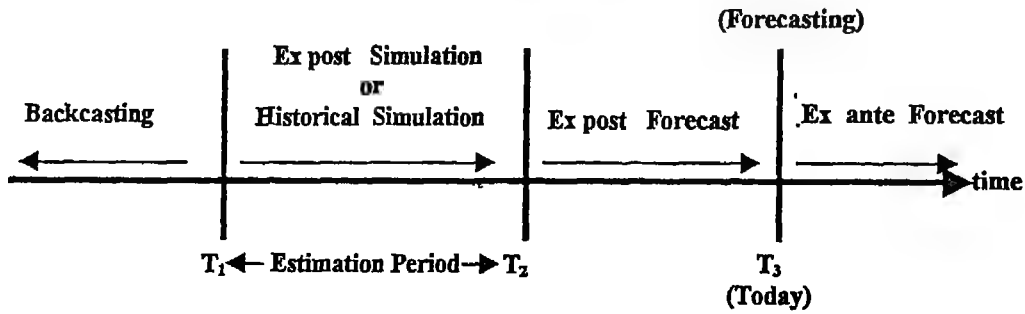 (Forecasting)
Ex post Simulation
or
Historical Simulation
Backcasting
Ex post Forecast
Ex ante Forecast
time
T₁ Estimation Period T₂
T₃
(Today)